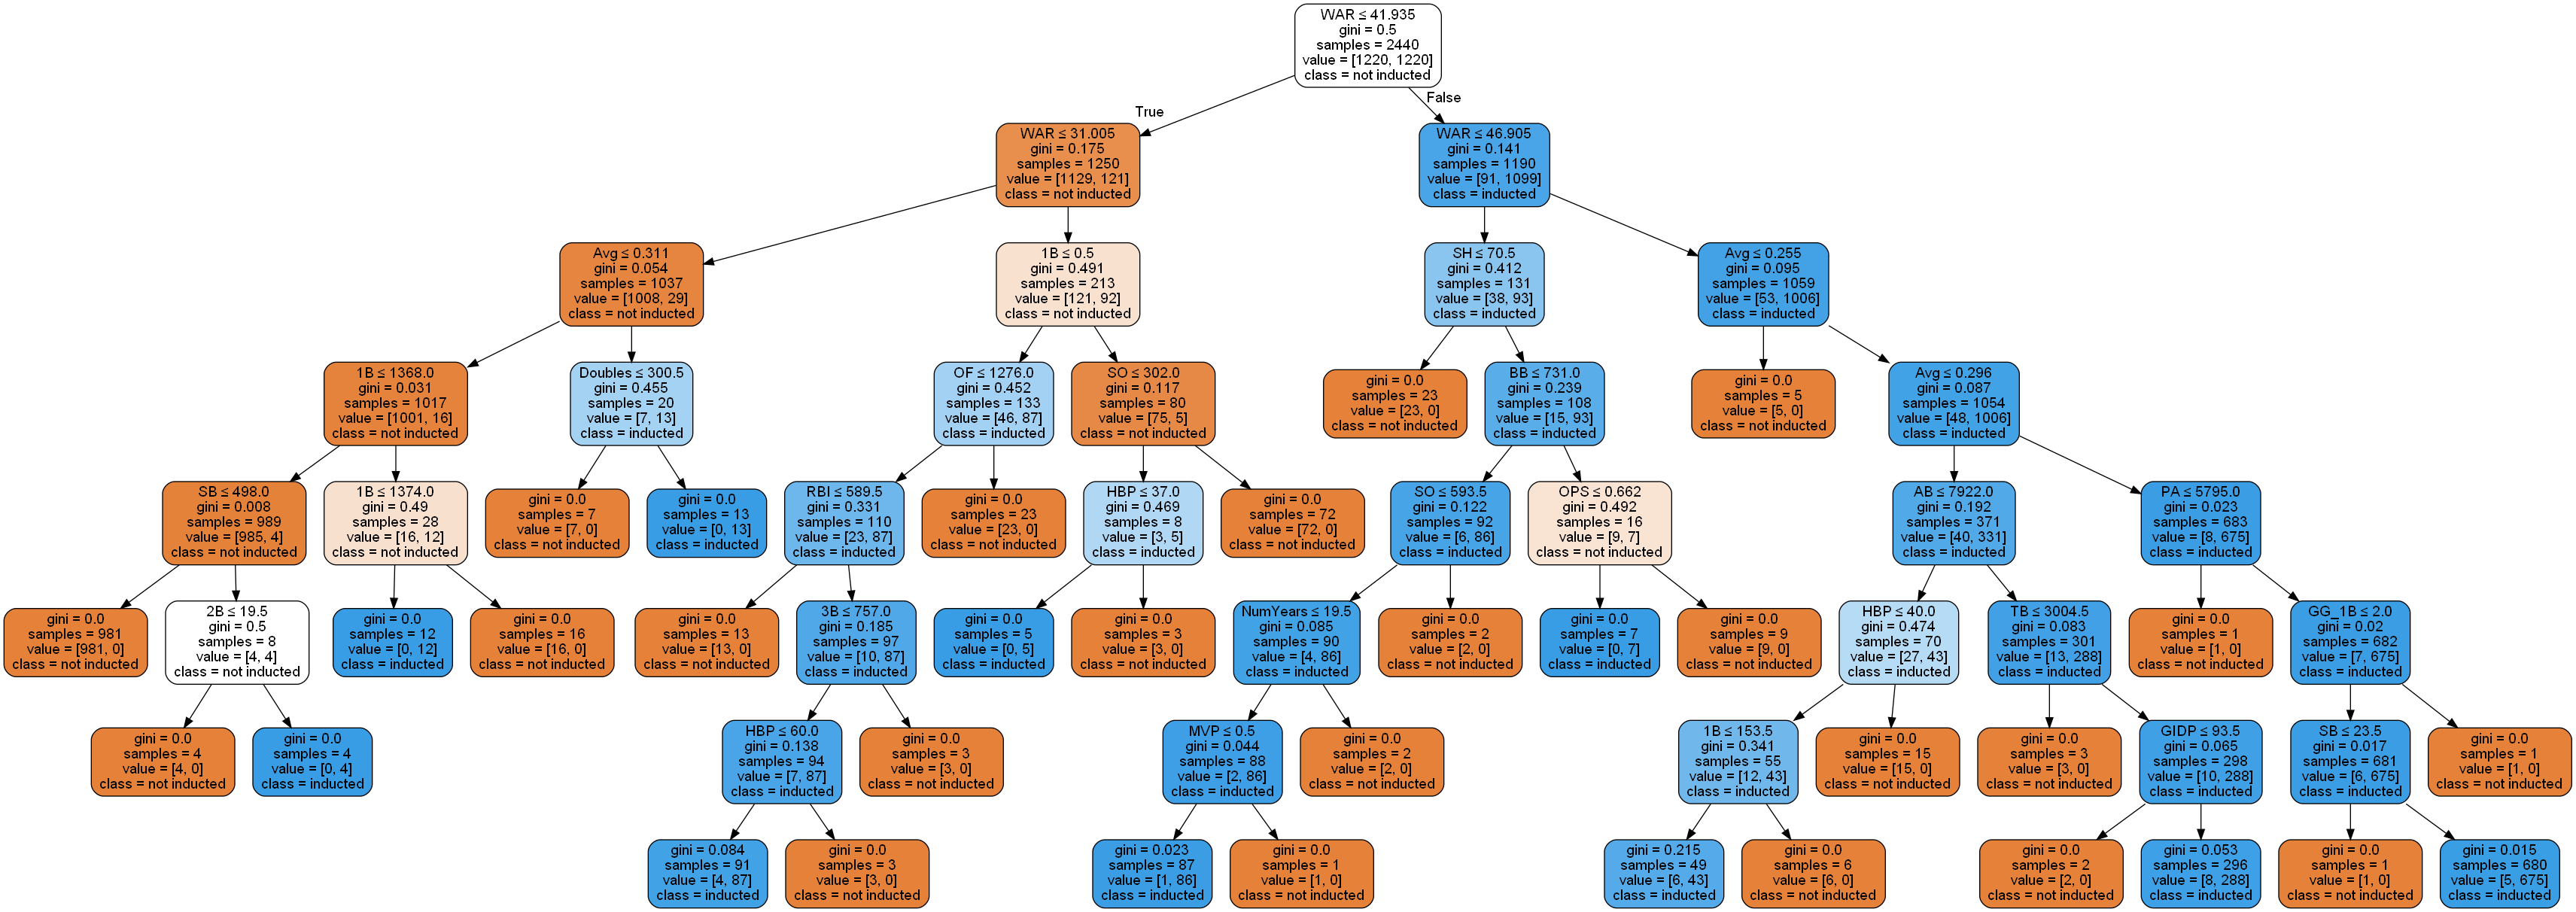 WAR ≤ 41.935
gini = 0.5
samples = 2440
value = [1220, 1220]
class = not inducted
True
False
WAR ≤ 31.005
gini = 0.175
samples = 1250
value = [1129, 121]
class = not inducted
WAR ≤ 46.905
gini = 0.141
samples = 1190
value = [91, 1099]
class = inducted
Avg ≤ 0.311
gini = 0.054
samples = 1037
value = [1008, 29]
class = not inducted
1B ≤ 0.5
gini = 0.491
samples = 213
value = [121, 92]
class = not inducted
SH ≤ 70.5
gini = 0.412
samples = 131
value = [38, 93]
class = inducted
Avg ≤ 0.255
gini = 0.095
samples = 1059
value = [53, 1006]
class = inducted
1B ≤ 1368.0
gini = 0.031
samples = 1017
value = [1001, 16]
class = not inducted
Doubles ≤ 300.5
gini = 0.455
samples = 20
value = [7, 13]
class = inducted
OF ≤ 1276.0
gini = 0.452
samples = 133
value = [46, 87]
class = inducted
SO ≤ 302.0
gini = 0.117
samples = 80
value = [75, 5]
class = not inducted
gini = 0.0
samples = 23
value = [23, 0]
class = not inducted
BB ≤ 731.0
gini = 0.239
samples = 108
value = [15, 93]
class = inducted
gini = 0.0
samples = 5
value = [5, 0]
class = not inducted
Avg ≤ 0.296
gini = 0.087
samples = 1054
value = [48, 1006]
class = inducted
SB ≤ 498.0
gini = 0.008
samples = 989
value = [985, 4]
class = not inducted
1B ≤ 1374.0
gini = 0.49
samples = 28
value = [16, 12]
class = not inducted
gini = 0.0
samples = 7
value = [7, 0]
class = not inducted
gini = 0.0
samples = 13
value = [0, 13]
class = inducted
RBI ≤ 589.5
gini = 0.331
samples = 110
value = [23, 87]
class = inducted
gini = 0.0
samples = 23
value = [23, 0]
class = not inducted
HBP ≤ 37.0
gini = 0.469
samples = 8
value = [3, 5]
class = inducted
gini = 0.0
samples = 72
value = [72, 0]
class = not inducted
SO ≤ 593.5
gini = 0.122
samples = 92
value = [6, 86]
class = inducted
OPS ≤ 0.662
gini = 0.492
samples = 16
value = [9, 7]
class = not inducted
AB ≤ 7922.0
gini = 0.192
samples = 371
value = [40, 331]
class = inducted
PA ≤ 5795.0
gini = 0.023
samples = 683
value = [8, 675]
class = inducted
gini = 0.0
samples = 981
value = [981, 0]
class = not inducted
2B ≤ 19.5
gini = 0.5
samples = 8
value = [4, 4]
class = not inducted
gini = 0.0
samples = 12
value = [0, 12]
class = inducted
gini = 0.0
samples = 16
value = [16, 0]
class = not inducted
gini = 0.0
samples = 13
value = [13, 0]
class = not inducted
3B ≤ 757.0
gini = 0.185
samples = 97
value = [10, 87]
class = inducted
gini = 0.0
samples = 5
value = [0, 5]
class = inducted
gini = 0.0
samples = 3
value = [3, 0]
class = not inducted
NumYears ≤ 19.5
gini = 0.085
samples = 90
value = [4, 86]
class = inducted
gini = 0.0
samples = 2
value = [2, 0]
class = not inducted
gini = 0.0
samples = 7
value = [0, 7]
class = inducted
gini = 0.0
samples = 9
value = [9, 0]
class = not inducted
HBP ≤ 40.0
gini = 0.474
samples = 70
value = [27, 43]
class = inducted
TB ≤ 3004.5
gini = 0.083
samples = 301
value = [13, 288]
class = inducted
gini = 0.0
samples = 1
value = [1, 0]
class = not inducted
GG_1B ≤ 2.0
gini = 0.02
samples = 682
value = [7, 675]
class = inducted
gini = 0.0
samples = 4
value = [4, 0]
class = not inducted
gini = 0.0
samples = 4
value = [0, 4]
class = inducted
HBP ≤ 60.0
gini = 0.138
samples = 94
value = [7, 87]
class = inducted
gini = 0.0
samples = 3
value = [3, 0]
class = not inducted
MVP ≤ 0.5
gini = 0.044
samples = 88
value = [2, 86]
class = inducted
gini = 0.0
samples = 2
value = [2, 0]
class = not inducted
1B ≤ 153.5
gini = 0.341
samples = 55
value = [12, 43]
class = inducted
gini = 0.0
samples = 15
value = [15, 0]
class = not inducted
gini = 0.0
samples = 3
value = [3, 0]
class = not inducted
GIDP ≤ 93.5
gini = 0.065
samples = 298
value = [10, 288]
class = inducted
SB ≤ 23.5
gini = 0.017
samples = 681
value = [6, 675]
class = inducted
gini = 0.0
samples = 1
value = [1, 0]
class = not inducted
gini = 0.084
samples = 91
value = [4, 87]
class = inducted
gini = 0.0
samples = 3
value = [3, 0]
class = not inducted
gini = 0.023
samples = 87
value = [1, 86]
class = inducted
gini = 0.0
samples = 1
value = [1, 0]
class = not inducted
gini = 0.215
samples = 49
value = [6, 43]
class = inducted
gini = 0.0
samples = 6
value = [6, 0]
class = not inducted
gini = 0.0
samples = 2
value = [2, 0]
class = not inducted
gini = 0.053
samples = 296
value = [8, 288]
class = inducted
gini = 0.0
samples = 1
value = [1, 0]
class = not inducted
gini = 0.015
samples = 680
value = [5, 675]
class = inducted